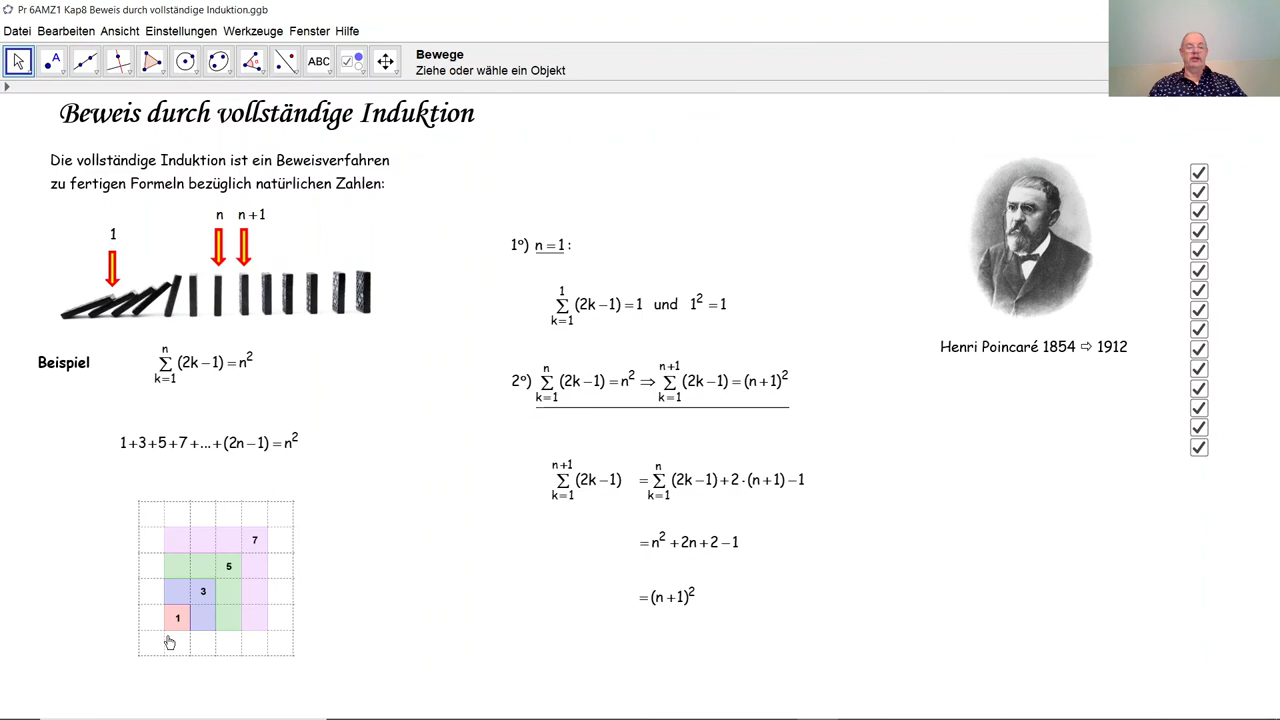 Pr 6AMZ1 Kap8 Beweis durch vollständige Induktion.ggb
Datei Bearbeiten Ansicht Einstellungen Werkzeuge Fenster Hilfe
A
ABC
Bewege
Ziehe oder wähle ein Objekt
Beweis durch vollständige Induktion
Die vollständige Induktion ist ein Beweisverfahren
zu fertigen Formeln bezüglich natürlichen Zahlen:
1 n n+1
Beispiel ∑_{k=1}^{n} (2k−1) = n²
1+3+5+7+...+(2n−1) = n²
7
5
3
1
1°) n=1:
∑_{k=1}^{1} (2k−1) = 1 und 1² = 1
2°) ∑_{k=1}^{n} (2k−1) = n² ⇒ ∑_{k=1}^{n+1} (2k−1) = (n+1)²
∑_{k=1}^{n+1} (2k−1) = ∑_{k=1}^{n} (2k−1) + 2·(n+1) − 1
= n² + 2n + 2 − 1
= (n+1)²
Henri Poincaré 1854 ⇨ 1912